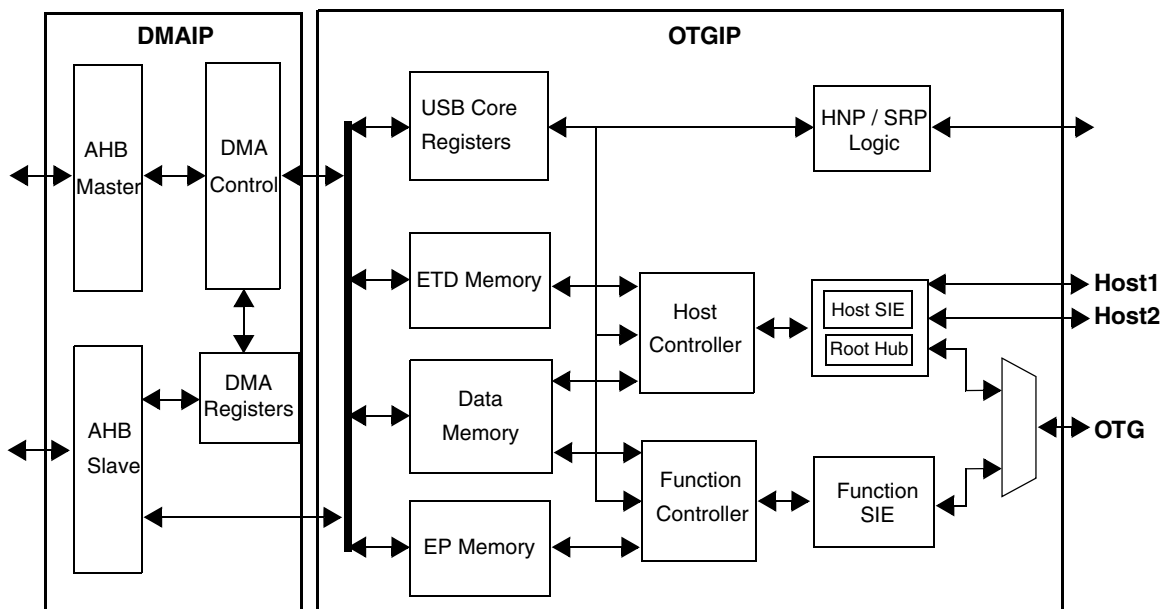 DMAIP
OTGIP
AHB
Master
DMA
Control
AHB
Slave
DMA
Registers
USB Core
Registers
HNP / SRP
Logic
ETD Memory
Host
Controller
Host SIE
Root Hub
Host1
Host2
Data
Memory
OTG
Function
Controller
Function
SIE
EP Memory